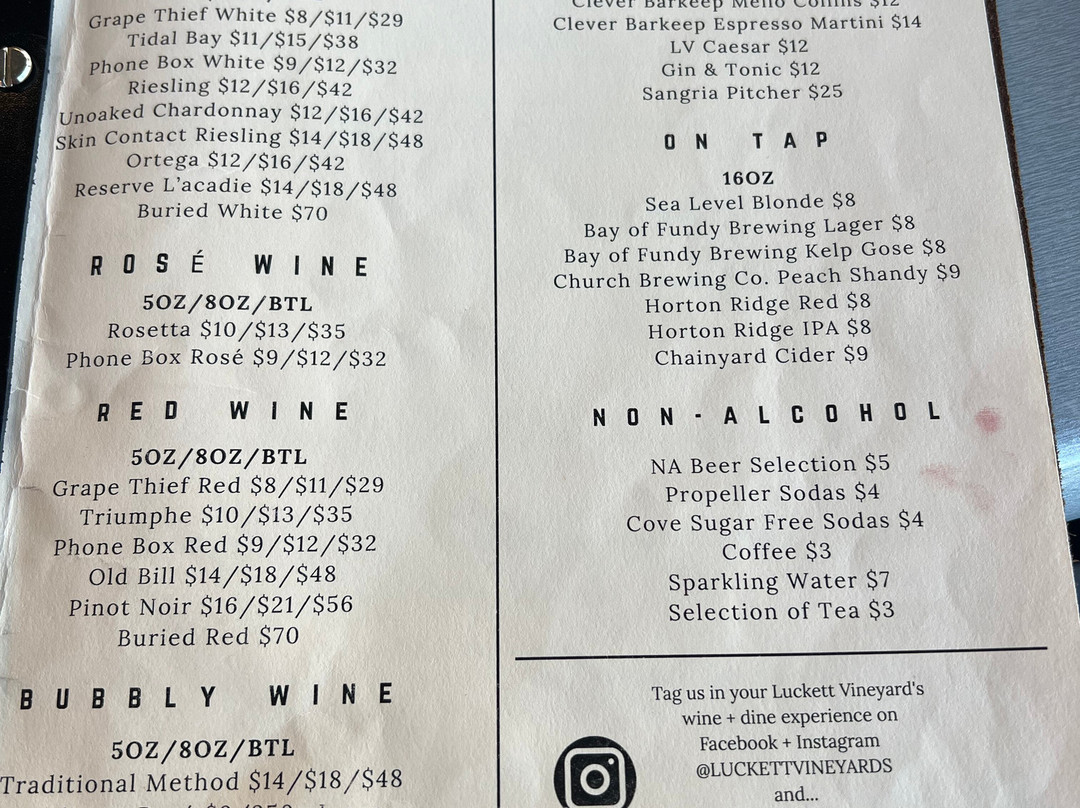 Grape Thief White $8/$11/$29
Tidal Bay $11/$15/$38
Phone Box White $9/$12/$32
Riesling $12/$16/$42
Unoaked Chardonnay $12/$16/$42
Skin Contact Riesling $14/$18/$48
Ortega $12/$16/$42
Reserve L'acadie $14/$18/$48
Buried White $70
ROSÉ WINE
5OZ/8OZ/BTL
Rosetta $10/$13/$35
Phone Box Rosé $9/$12/$32
RED WINE
5OZ/8OZ/BTL
Grape Thief Red $8/$11/$29
Triumphe $10/$13/$35
Phone Box Red $9/$12/$32
Old Bill $14/$18/$48
Pinot Noir $16/$21/$56
Buried Red $70
BUBBLY WINE
5OZ/8OZ/BTL
Traditional Method $14/$18/$48
Clever Barkeep Mello Collins $12
Clever Barkeep Espresso Martini $14
LV Caesar $12
Gin & Tonic $12
Sangria Pitcher $25
ON TAP
16OZ
Sea Level Blonde $8
Bay of Fundy Brewing Lager $8
Bay of Fundy Brewing Kelp Gose $8
Church Brewing Co. Peach Shandy $9
Horton Ridge Red $8
Horton Ridge IPA $8
Chainyard Cider $9
NON-ALCOHOL
NA Beer Selection $5
Propeller Sodas $4
Cove Sugar Free Sodas $4
Coffee $3
Sparkling Water $7
Selection of Tea $3
Tag us in your Luckett Vineyard's
wine + dine experience on
Facebook + Instagram
@LUCKETTVINEYARDS
and...